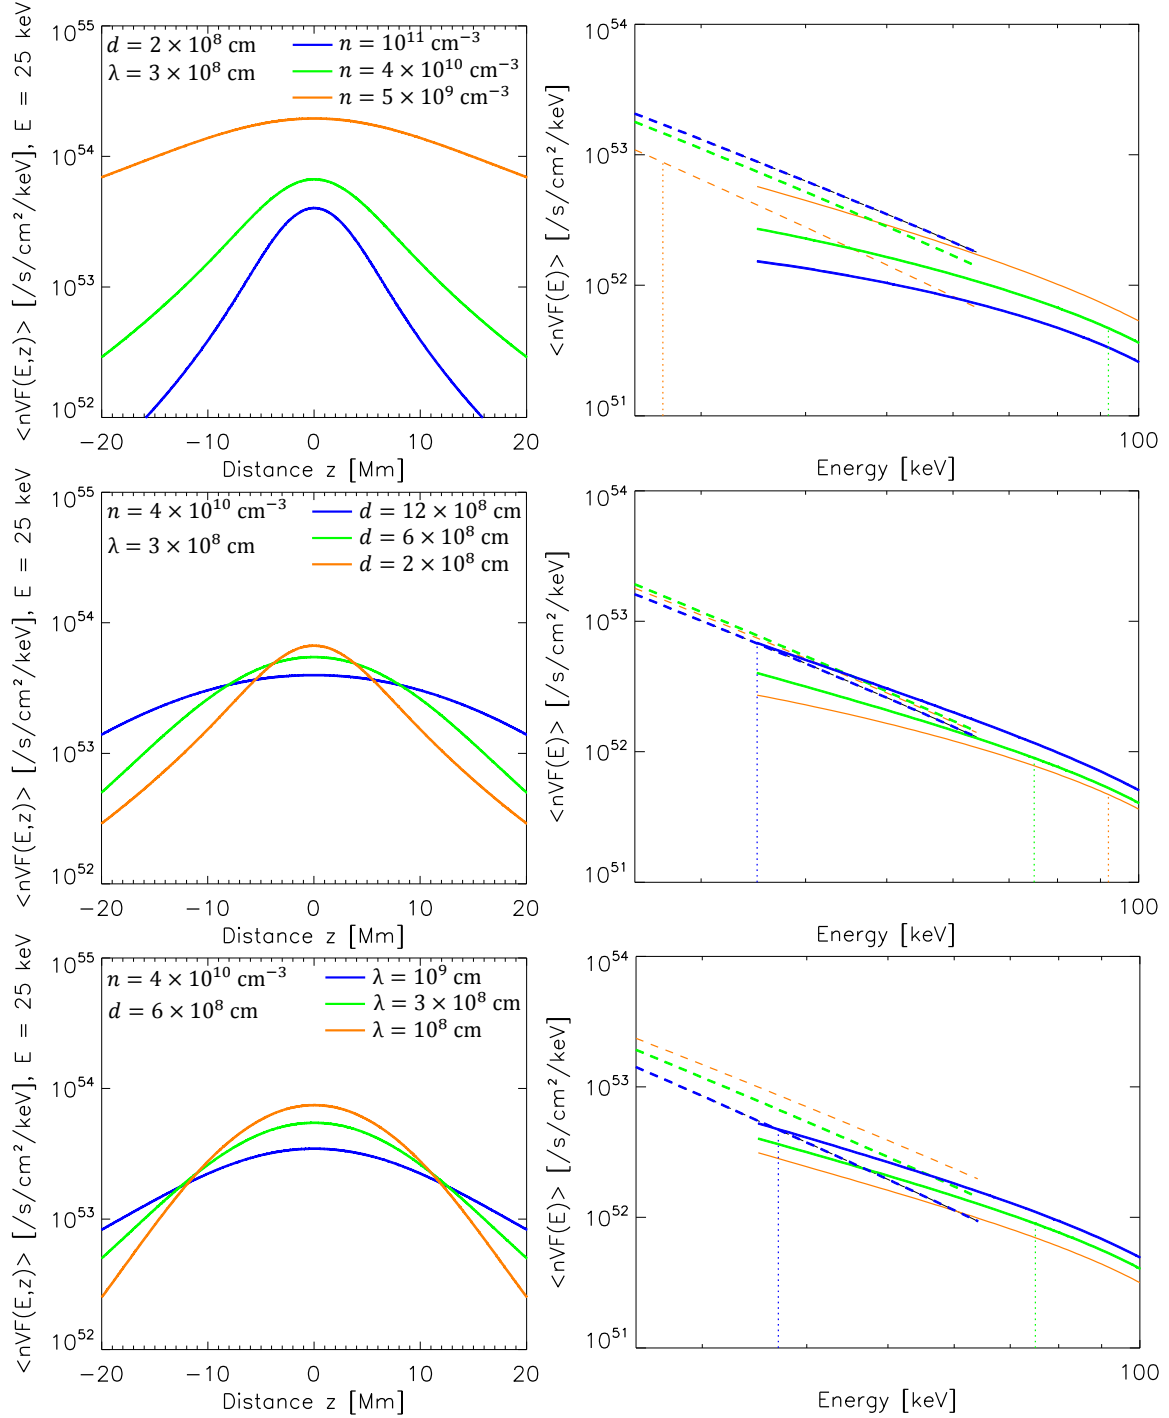 <nVF(E,z)> [/s/cm²/keV], E = 25 keV
10⁵⁵
10⁵⁴
10⁵³
10⁵²
d = 2 × 10⁸ cm
λ = 3 × 10⁸ cm
n = 10¹¹ cm⁻³
n = 4 × 10¹⁰ cm⁻³
n = 5 × 10⁹ cm⁻³
−20 −10 0 10 20
Distance z [Mm]
<nVF(E)> [/s/cm²/keV]
10⁵⁴
10⁵³
10⁵²
10⁵¹
100
Energy [keV]
<nVF(E,z)> [/s/cm²/keV], E = 25 keV
10⁵⁵
10⁵⁴
10⁵³
10⁵²
n = 4 × 10¹⁰ cm⁻³
λ = 3 × 10⁸ cm
d = 12 × 10⁸ cm
d = 6 × 10⁸ cm
d = 2 × 10⁸ cm
−20 −10 0 10 20
Distance z [Mm]
<nVF(E)> [/s/cm²/keV]
10⁵⁴
10⁵³
10⁵²
10⁵¹
100
Energy [keV]
<nVF(E,z)> [/s/cm²/keV], E = 25 keV
10⁵⁵
10⁵⁴
10⁵³
10⁵²
n = 4 × 10¹⁰ cm⁻³
d = 6 × 10⁸ cm
λ = 10⁹ cm
λ = 3 × 10⁸ cm
λ = 10⁸ cm
−20 −10 0 10 20
Distance z [Mm]
<nVF(E)> [/s/cm²/keV]
10⁵⁴
10⁵³
10⁵²
10⁵¹
100
Energy [keV]